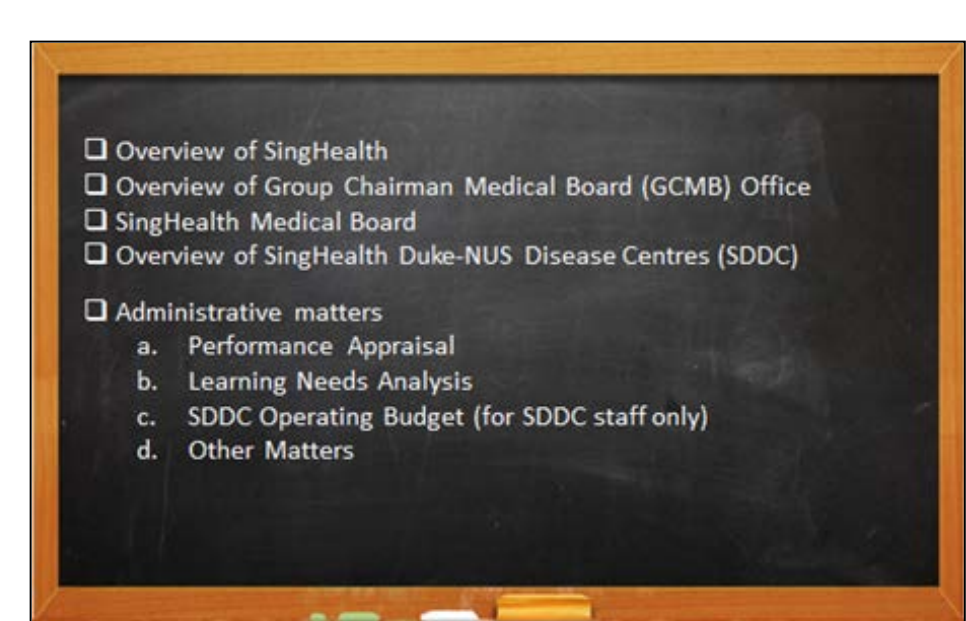 ❑ Overview of SingHealth
❑ Overview of Group Chairman Medical Board (GCMB) Office
❑ SingHealth Medical Board
❑ Overview of SingHealth Duke-NUS Disease Centres (SDDC)
❑ Administrative matters
a. Performance Appraisal
b. Learning Needs Analysis
c. SDDC Operating Budget (for SDDC staff only)
d. Other Matters